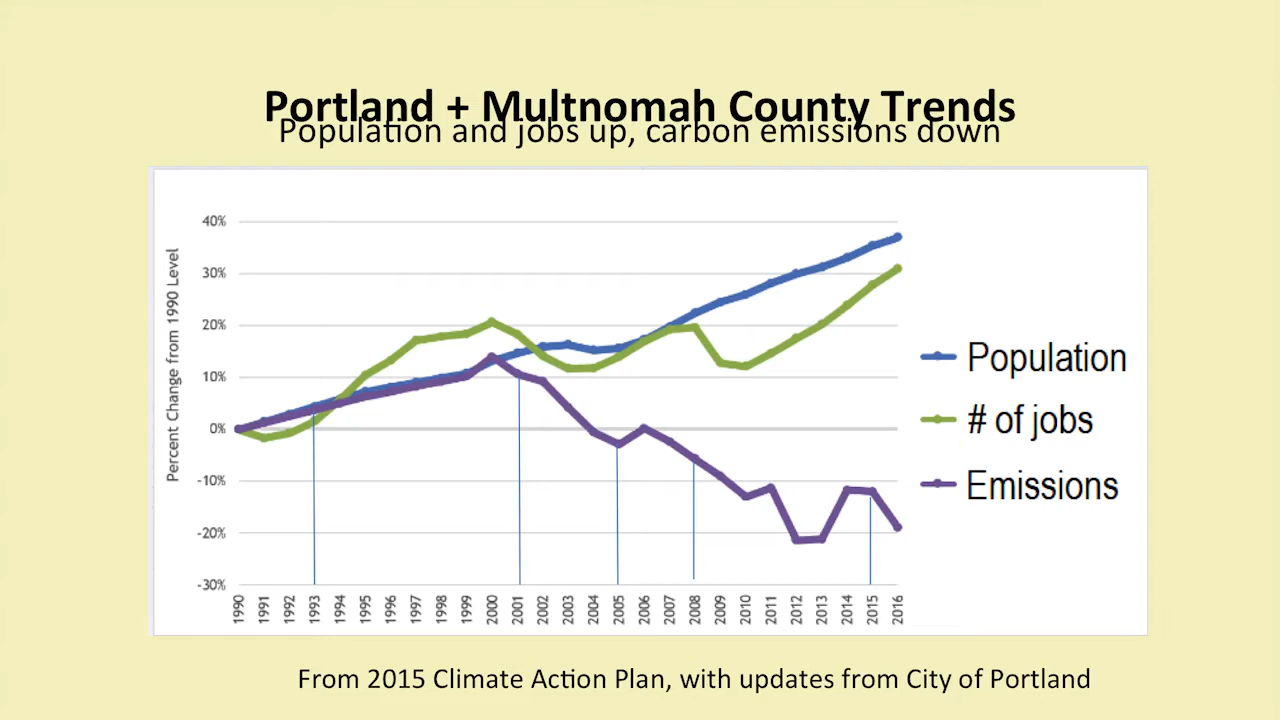 Portland + Multnomah County Trends
Population and jobs up, carbon emissions down
Percent Change from 1990 Level
40%
30%
20%
10%
0%
-10%
-20%
-30%
1990 1991 1992 1993 1994 1995 1996 1997 1998 1999 2000 2001 2002 2003 2004 2005 2006 2007 2008 2009 2010 2011 2012 2013 2014 2015 2016
Population
# of jobs
Emissions
From 2015 Climate Action Plan, with updates from City of Portland